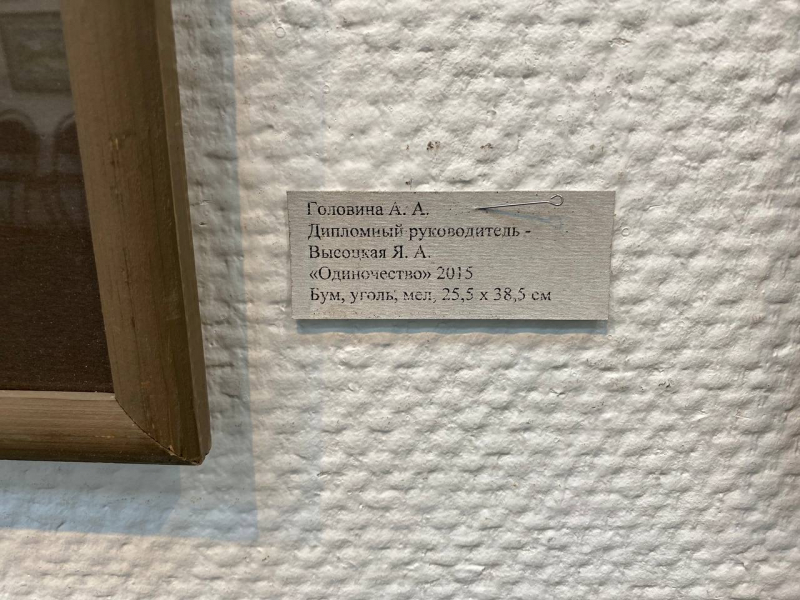 Головина А. А.
Дипломный руководитель -
Высоцкая Я. А.
«Одиночество» 2015
Бум, уголь, мел, 25,5 х 38,5 см